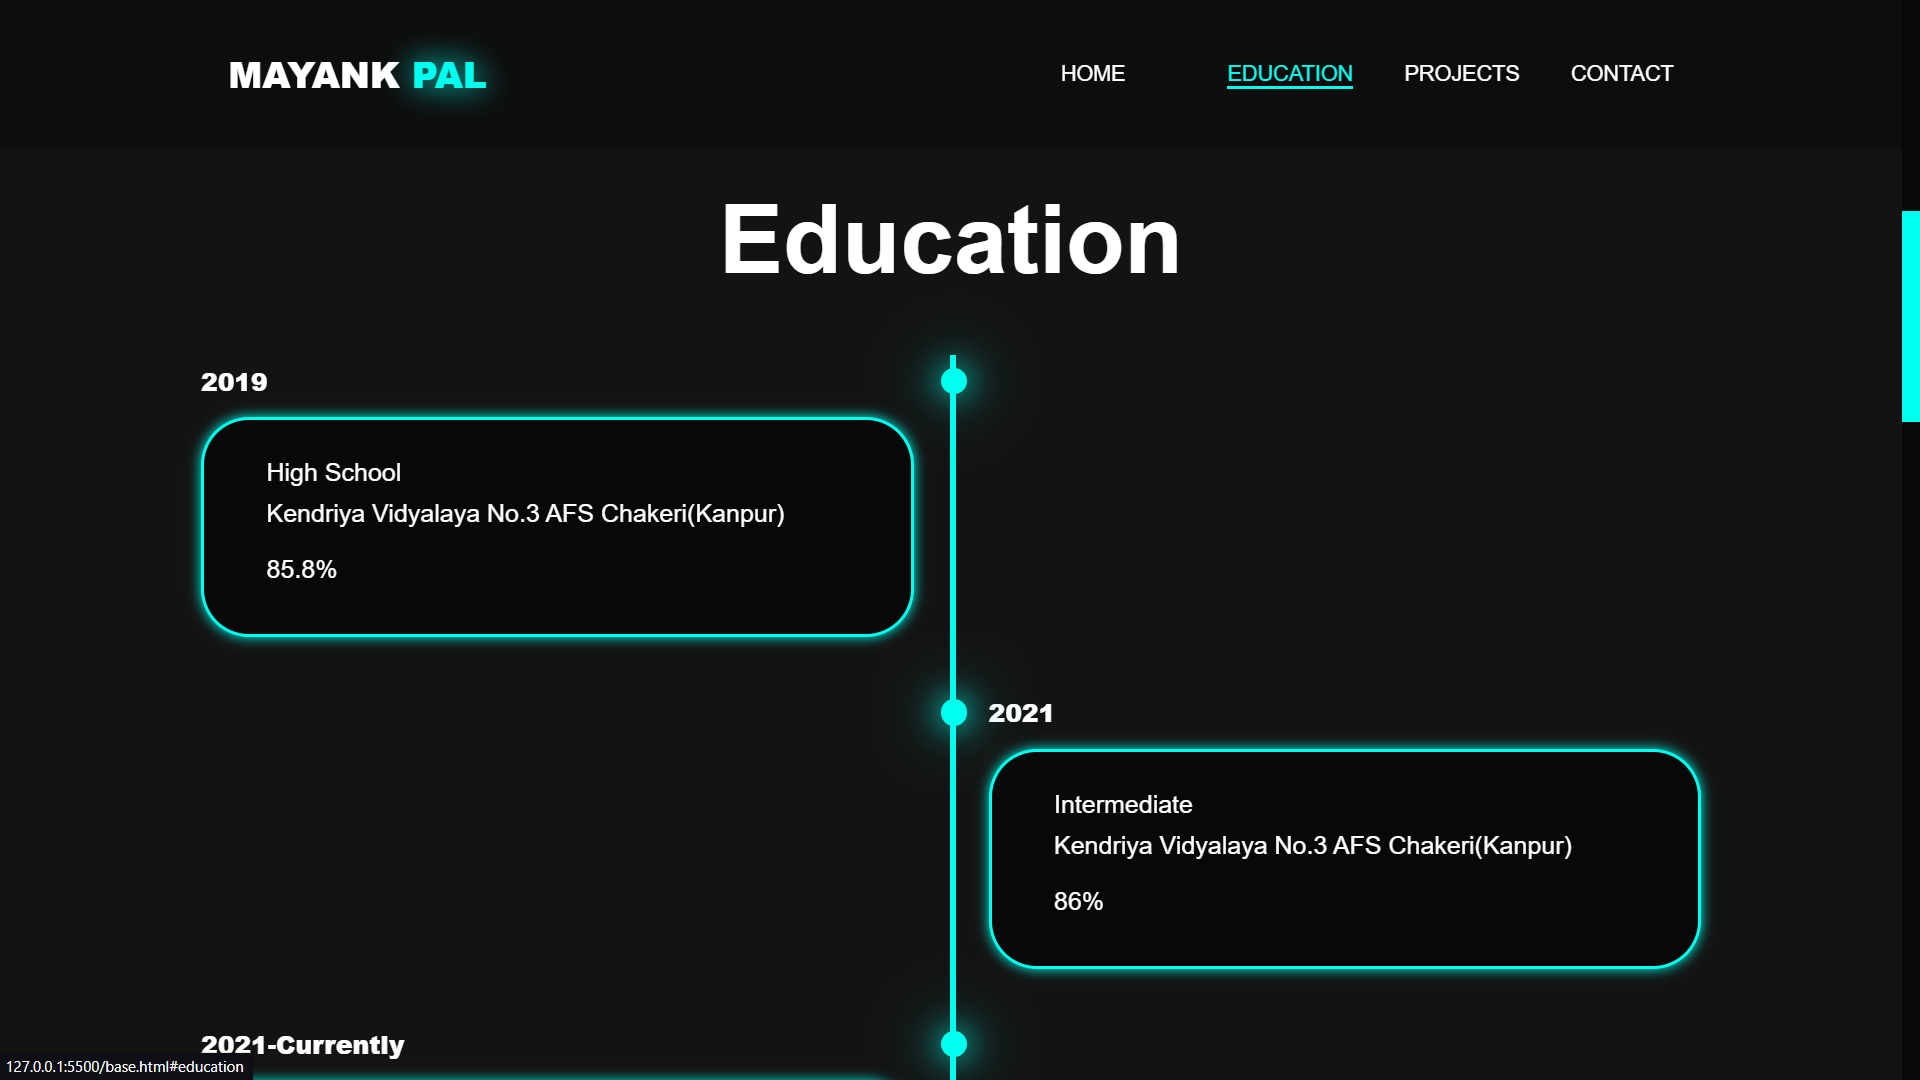 MAYANK PAL
HOME EDUCATION PROJECTS CONTACT
Education
2019
High School
Kendriya Vidyalaya No.3 AFS Chakeri(Kanpur)
85.8%
2021
Intermediate
Kendriya Vidyalaya No.3 AFS Chakeri(Kanpur)
86%
2021-Currently
127.0.0.1:5500/base.html#education